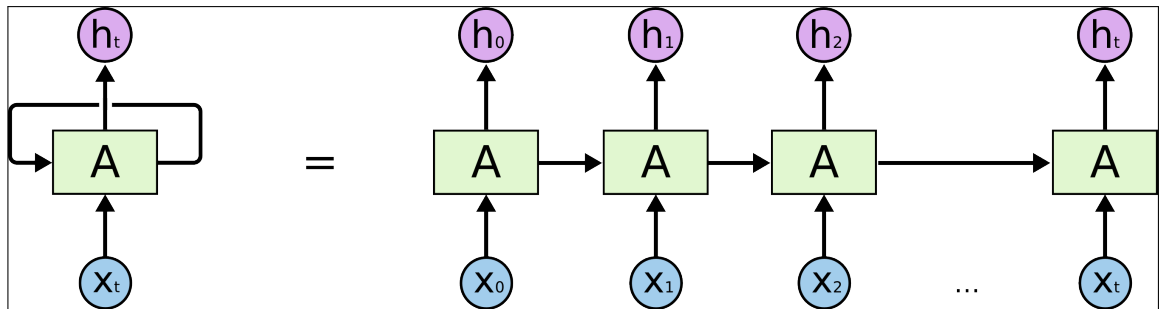 hₜ h₀ h₁ h₂ hₜ
A = A A A A
xₜ x₀ x₁ x₂ ... xₜ